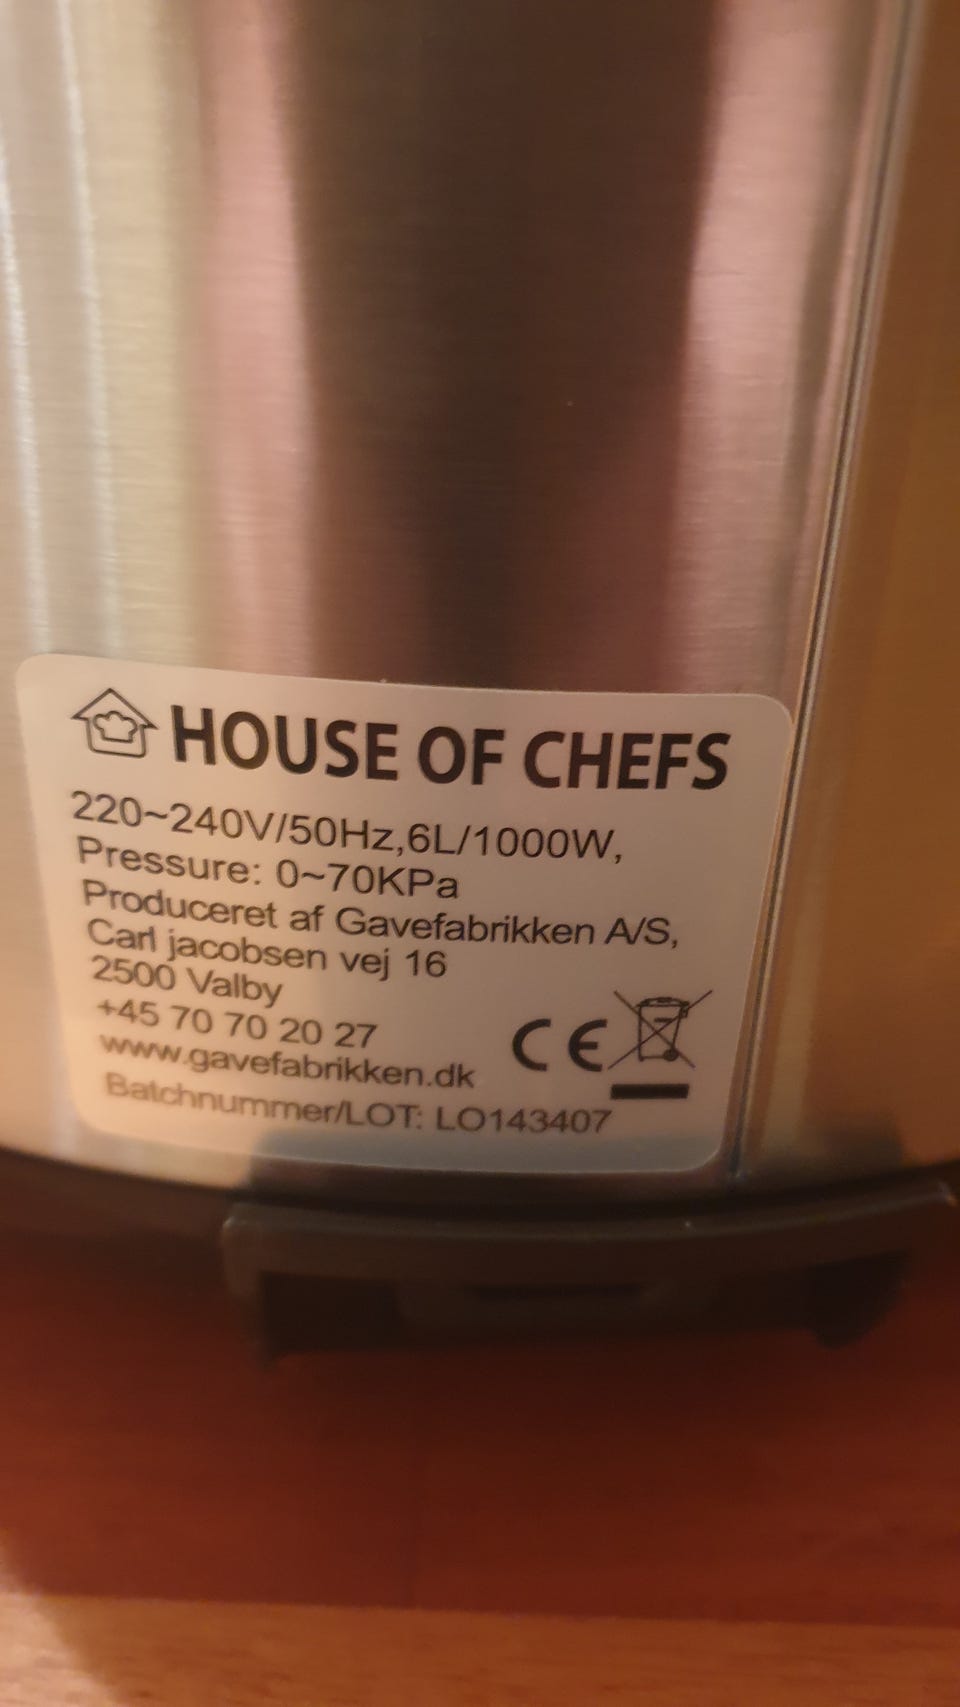 HOUSE OF CHEFS
220~240V/50Hz,6L/1000W,
Pressure: 0~70KPa
Produceret af Gavefabrikken A/S,
Carl jacobsen vej 16
2500 Valby
+45 70 70 20 27
www.gavefabrikken.dk
CE
Batchnummer/LOT: LO143407